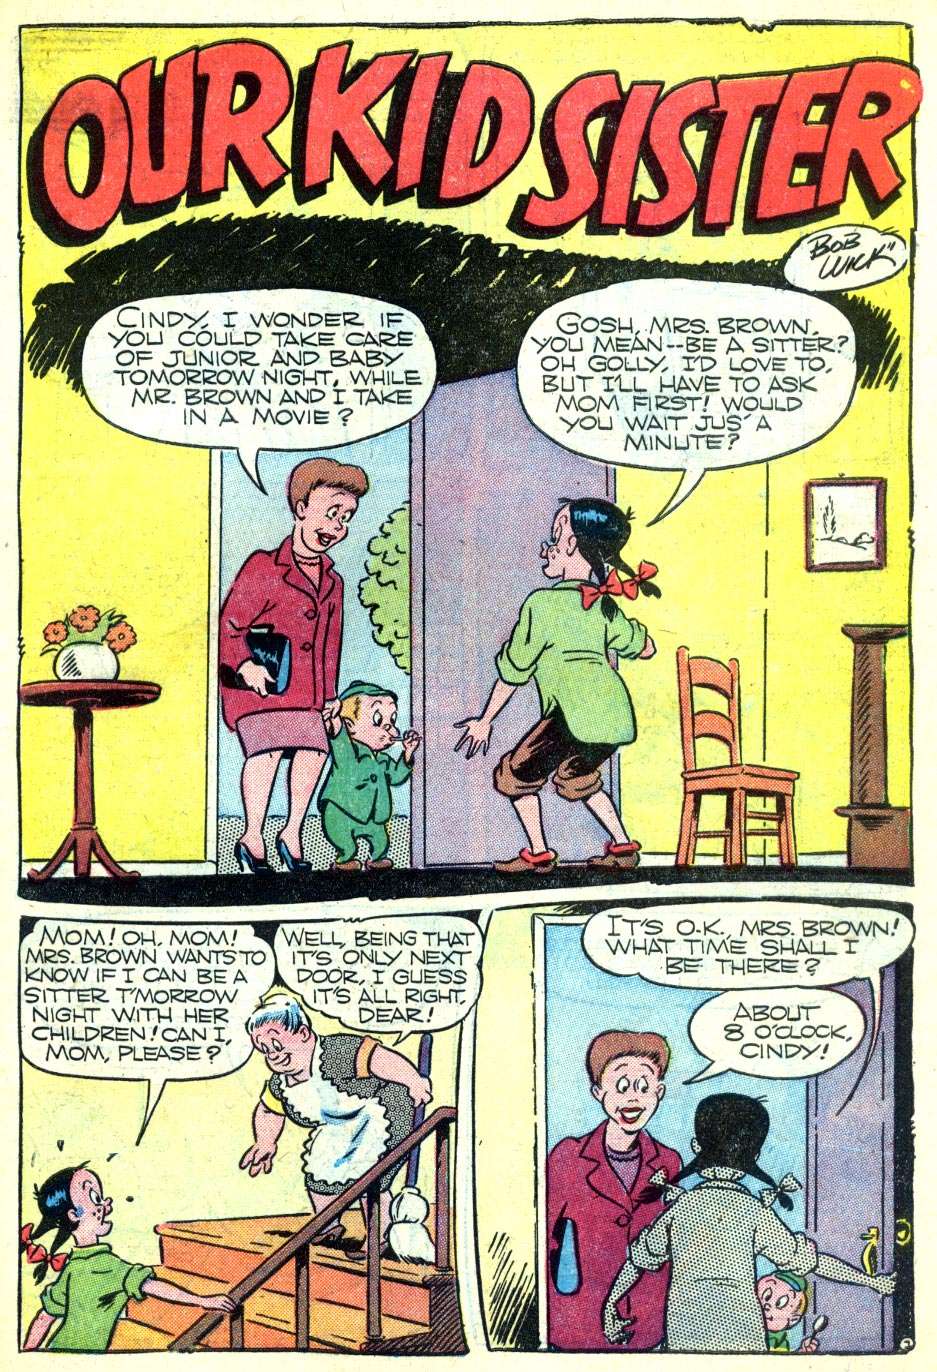 OUR KID SISTER
BOB
WICK"
CINDY, I WONDER IF
YOU COULD TAKE CARE
OF JUNIOR AND BABY
TOMORROW NIGHT, WHILE
MR. BROWN AND I TAKE
IN A MOVIE?
GOSH, MRS. BROWN,
YOU MEAN--BE A SITTER?
OH GOLLY, I'D LOVE TO,
BUT I'LL HAVE TO ASK
MOM FIRST! WOULD
YOU WAIT JUS' A
MINUTE?
MOM! OH, MOM!
MRS. BROWN WANTS TO
KNOW IF I CAN BE A
SITTER T'MORROW
NIGHT WITH HER
CHILDREN! CAN I,
MOM, PLEASE?
WELL, BEING THAT
IT'S ONLY NEXT
DOOR, I GUESS
IT'S ALL RIGHT,
DEAR!
IT'S O.K., MRS. BROWN!
WHAT TIME SHALL I
BE THERE?
ABOUT
8 O'CLOCK,
CINDY!